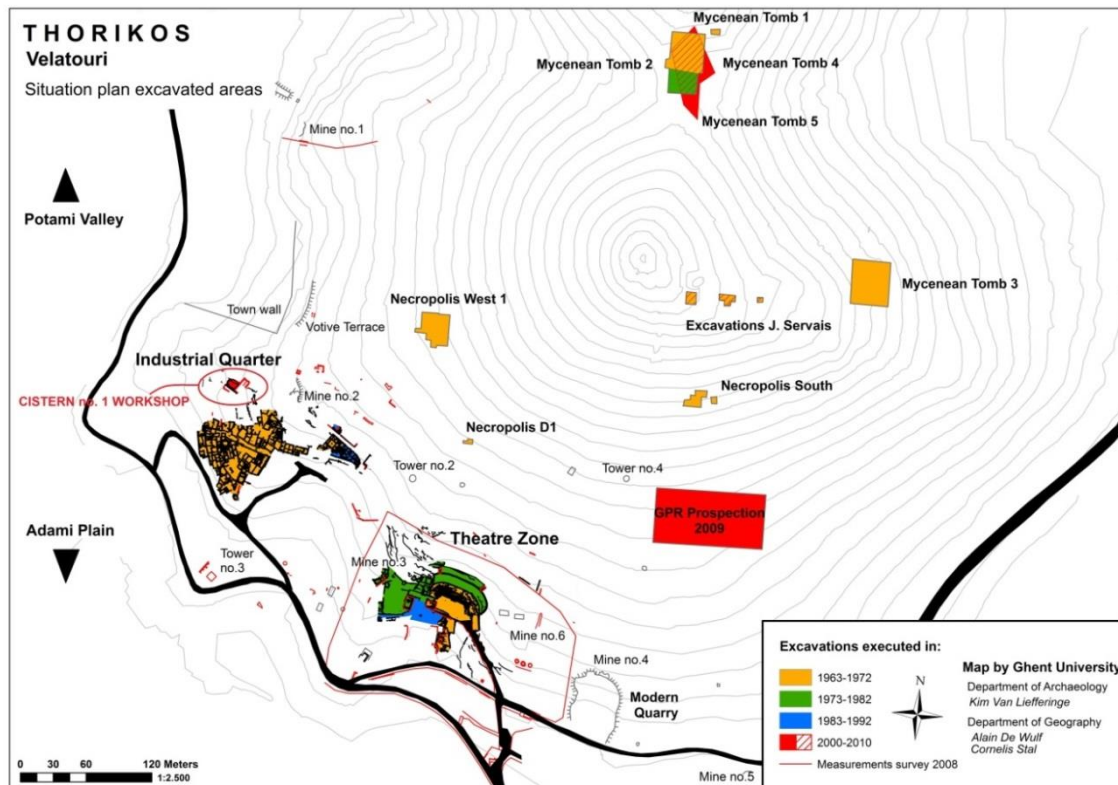 THORIKOS
Velatouri
Situation plan excavated areas
Mycenean Tomb 1
Mycenean Tomb 2
Mycenean Tomb 4
Mycenean Tomb 5
Mine no.1
Potami Valley
Mycenean Tomb 3
Necropolis West 1
Town wall
Votive Terrace
Excavations J. Servais
Industrial Quarter
CISTERN no. 1 WORKSHOP
Mine no.2
Necropolis South
Necropolis D1
Tower no.2
Tower no.4
GPR Prospection
2009
Adami Plain
Theatre Zone
Tower
no.3
Mine no.3
Mine no.6
Mine no.4
Modern
Quarry
Mine no.5
0 30 60 120 Meters
1:2.500
Excavations executed in:
1963-1972
1973-1982
1983-1992
2000-2010
Measurements survey 2008
N
Map by Ghent University
Department of Archaeology
Kim Van Liefferinge
Department of Geography
Alain De Wulf
Cornelis Stal